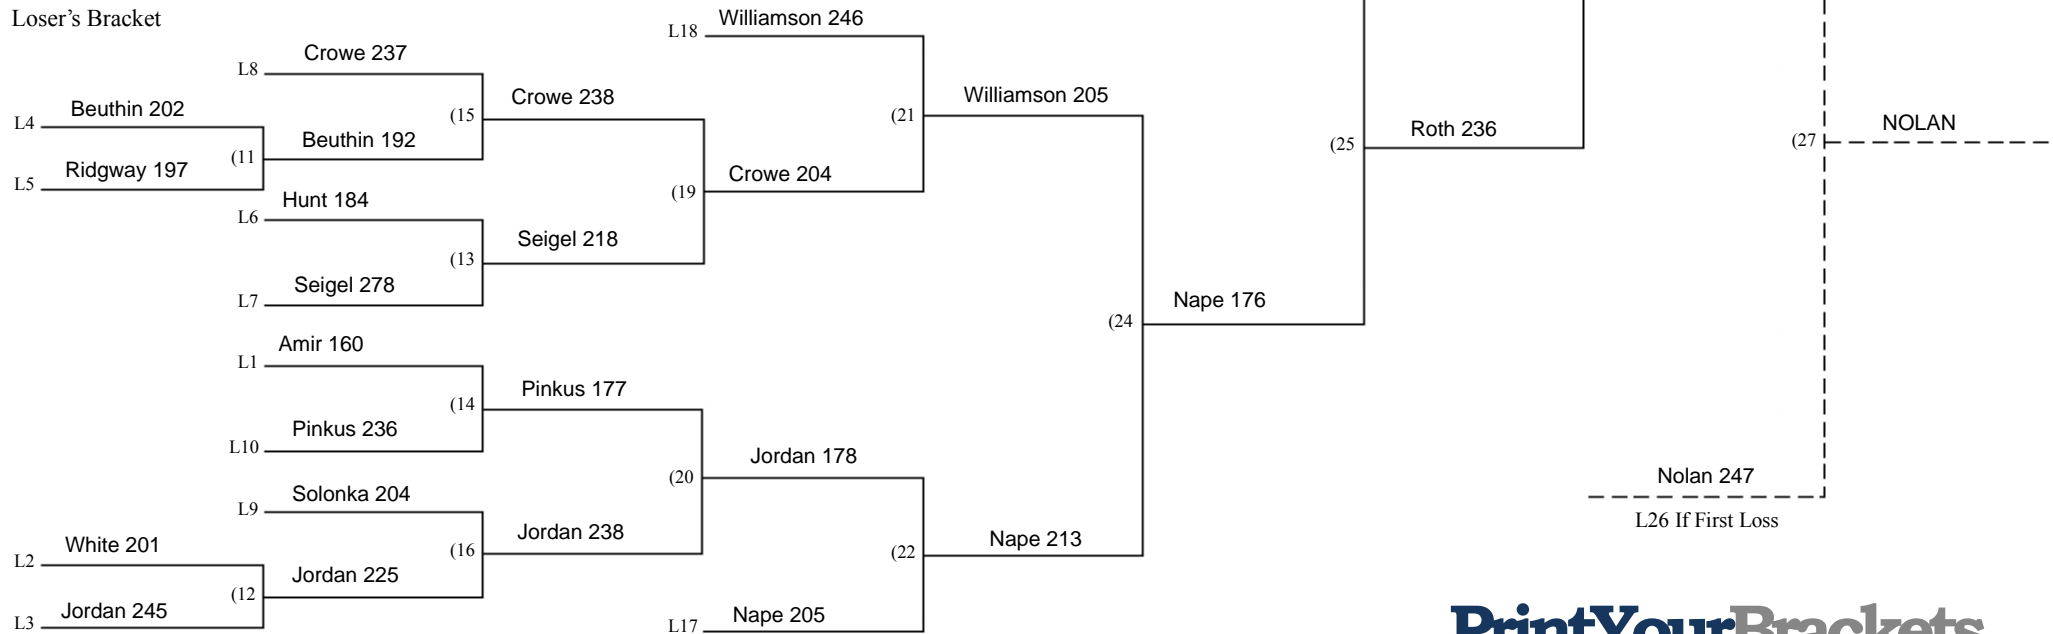 Loser's Bracket
L18 Williamson 246
L8 Crowe 237
L4 Beuthin 202
(15 Crowe 238
(21 Williamson 205
(11 Beuthin 192
L5 Ridgway 197
(19 Crowe 204
L6 Hunt 184
(13 Seigel 218
L7 Seigel 278
(25 Roth 236
(27 NOLAN
(24 Nape 176
L1 Amir 160
(14 Pinkus 177
L10 Pinkus 236
(20 Jordan 178
L9 Solonka 204
(16 Jordan 238
L2 White 201
(12 Jordan 225
L3 Jordan 245
(22 Nape 213
L17 Nape 205
Nolan 247
L26 If First Loss
PrintYourBrackets